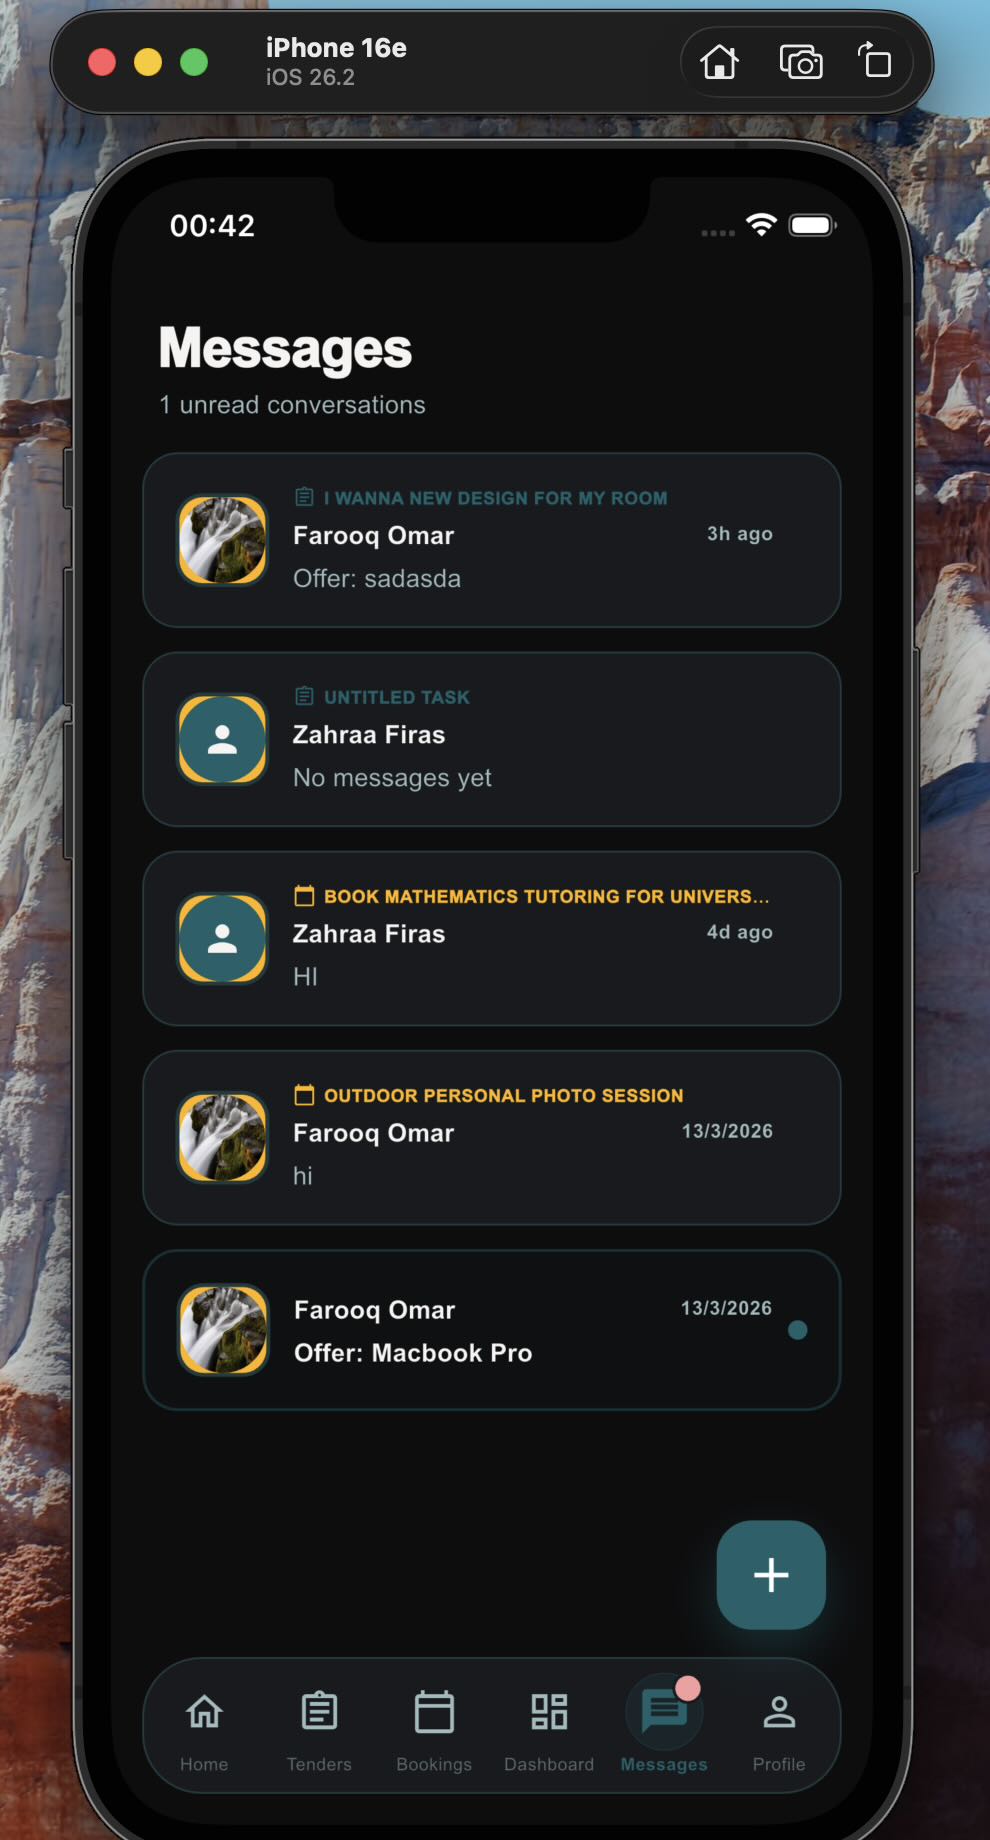 iPhone 16e
iOS 26.2
00:42
Messages
1 unread conversations
I WANNA NEW DESIGN FOR MY ROOM
Farooq Omar
3h ago
Offer: sadasda
UNTITLED TASK
Zahraa Firas
No messages yet
BOOK MATHEMATICS TUTORING FOR UNIVERS...
Zahraa Firas
4d ago
HI
OUTDOOR PERSONAL PHOTO SESSION
Farooq Omar
13/3/2026
hi
Farooq Omar
13/3/2026
Offer: Macbook Pro
Home
Tenders
Bookings
Dashboard
Messages
Profile